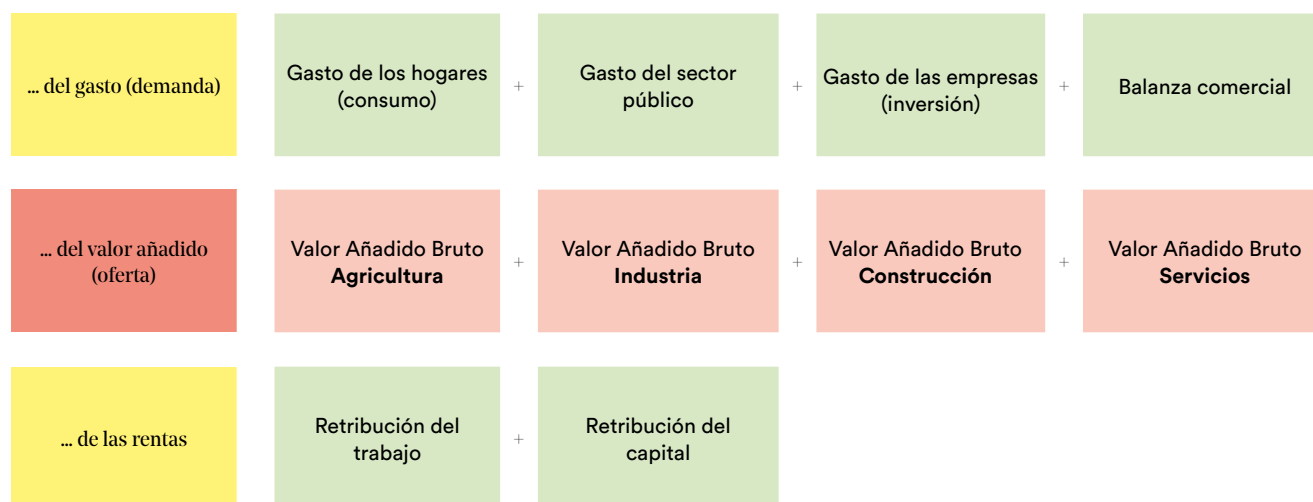 ... del gasto (demanda)
Gasto de los hogares
(consumo)
+
Gasto del sector
público
+
Gasto de las empresas
(inversión)
+
Balanza comercial
... del valor añadido
(oferta)
Valor Añadido Bruto
Agricultura
+
Valor Añadido Bruto
Industria
+
Valor Añadido Bruto
Construcción
+
Valor Añadido Bruto
Servicios
... de las rentas
Retribución del
trabajo
+
Retribución del
capital